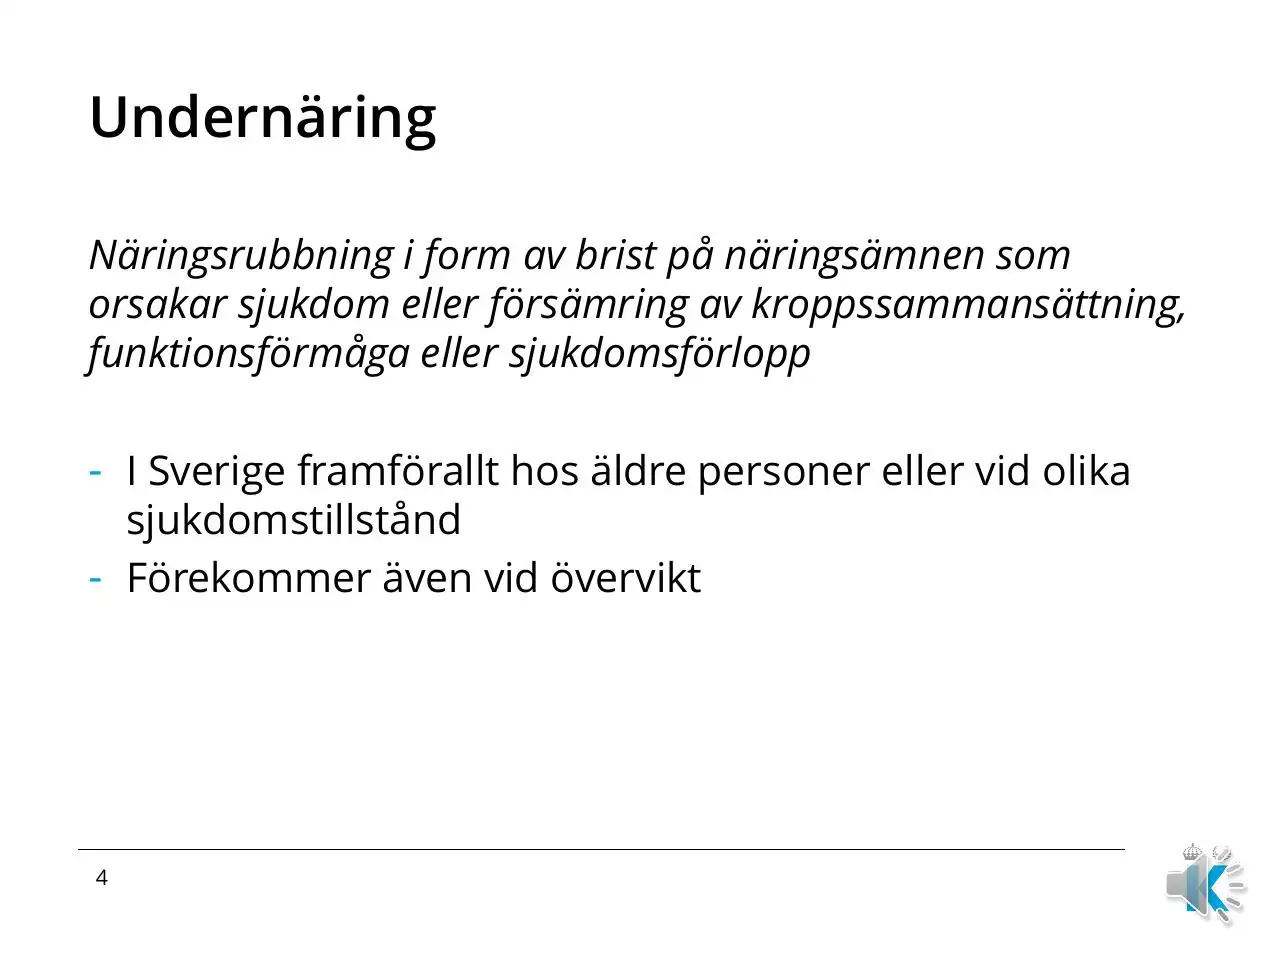 Undernäring
Näringsrubbning i form av brist på näringsämnen som
orsakar sjukdom eller försämring av kroppssammansättning,
funktionsförmåga eller sjukdomsförlopp
- I Sverige framförallt hos äldre personer eller vid olika
sjukdomstillstånd
- Förekommer även vid övervikt
4
K